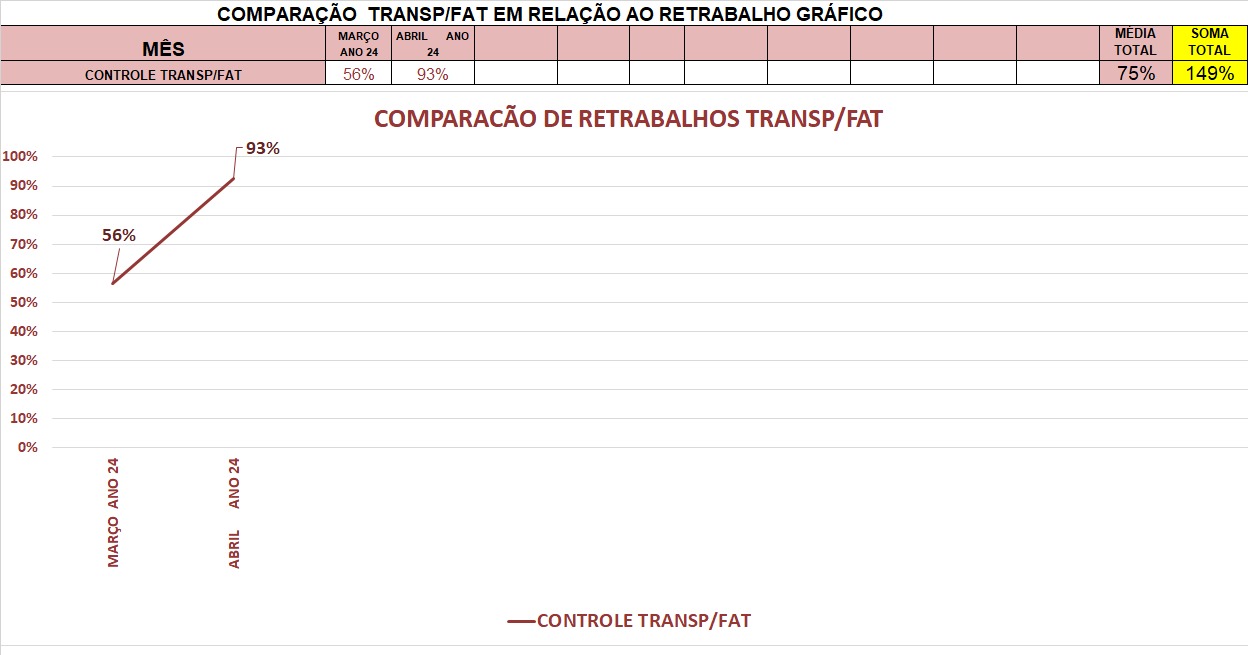 COMPARAÇÃO TRANSP/FAT EM RELAÇÃO AO RETRABALHO GRÁFICO
MÊS MARÇO ANO 24 ABRIL ANO 24 MÉDIA TOTAL SOMA TOTAL
CONTROLE TRANSP/FAT 56% 93% 75% 149%
COMPARACÃO DE RETRABALHOS TRANSP/FAT
93%
100%
90%
80%
56%
70%
60%
50%
40%
30%
20%
10%
0%
MARÇO ANO 24
ABRIL ANO 24
CONTROLE TRANSP/FAT